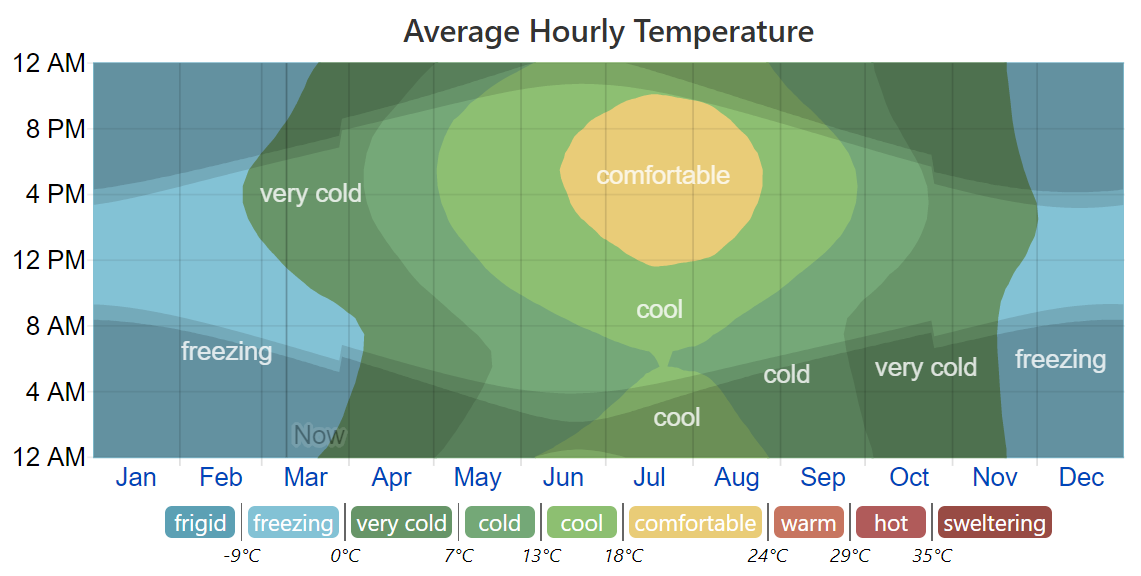 Average Hourly Temperature
12 AM
8 PM
4 PM
12 PM
8 AM
4 AM
12 AM
comfortable
very cold
cool
freezing
cold
very cold
freezing
cool
Now
Jan Feb Mar Apr May Jun Jul Aug Sep Oct Nov Dec
frigid freezing very cold cold cool comfortable warm hot sweltering
-9°C 0°C 7°C 13°C 18°C 24°C 29°C 35°C